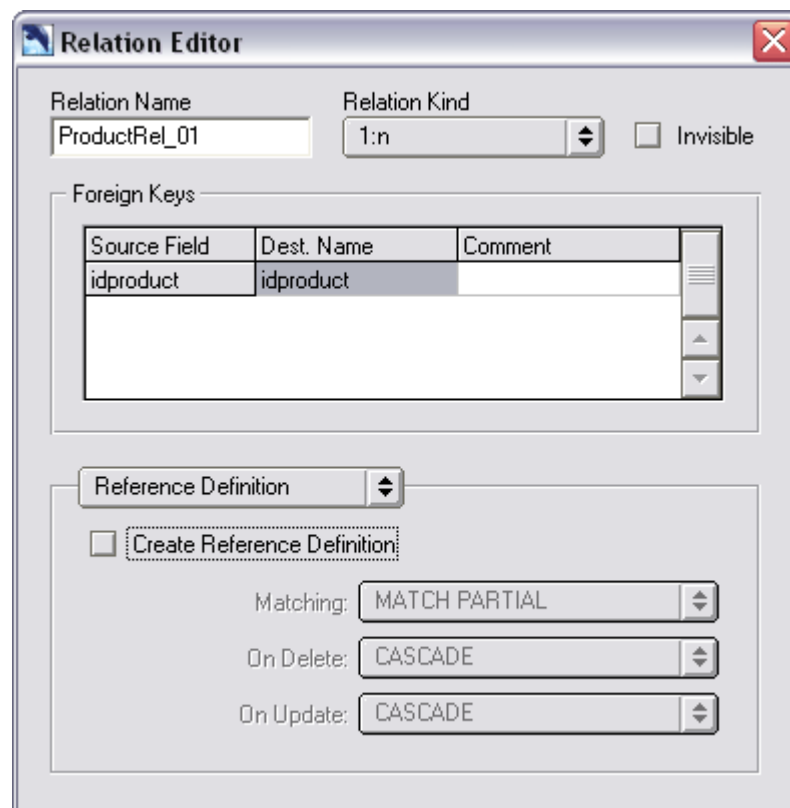 Relation Editor
Relation Name
Relation Kind
ProductRel_01
1:n
Invisible
Foreign Keys
Source Field Dest. Name Comment
idproduct idproduct
Reference Definition
Create Reference Definition
Matching: MATCH PARTIAL
On Delete: CASCADE
On Update: CASCADE